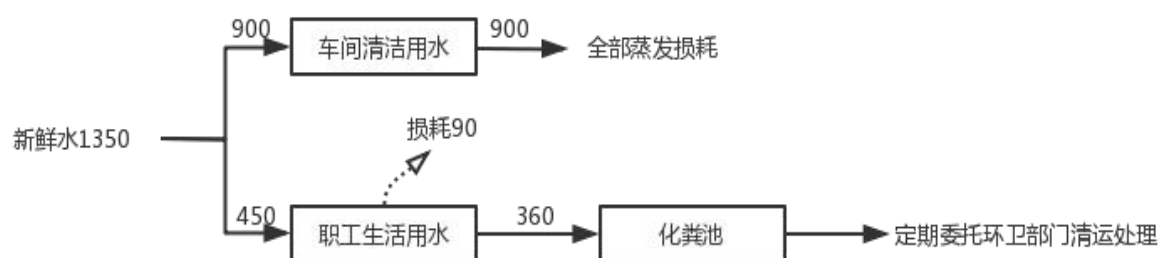 900
车间清洁用水
900
全部蒸发损耗
新鲜水1350
损耗90
450
职工生活用水
360
化粪池
定期委托环卫部门清运处理